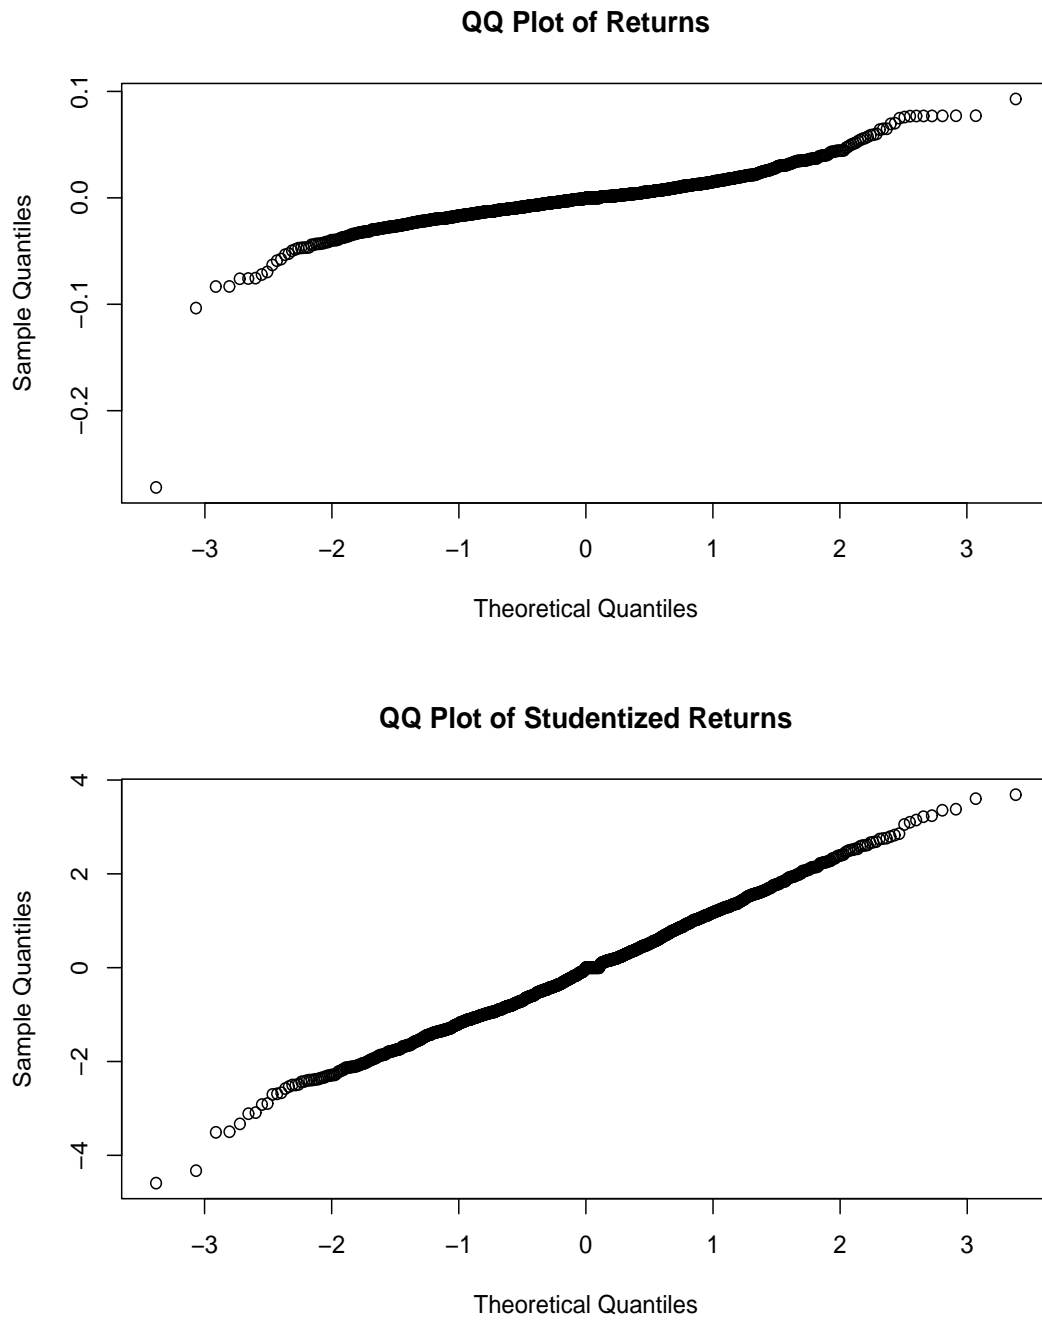 QQ Plot of Returns
Sample Quantiles
0.1
0.0
−0.1
−0.2
−3 −2 −1 0 1 2 3
Theoretical Quantiles
QQ Plot of Studentized Returns
Sample Quantiles
4
2
0
−2
−4
−3 −2 −1 0 1 2 3
Theoretical Quantiles